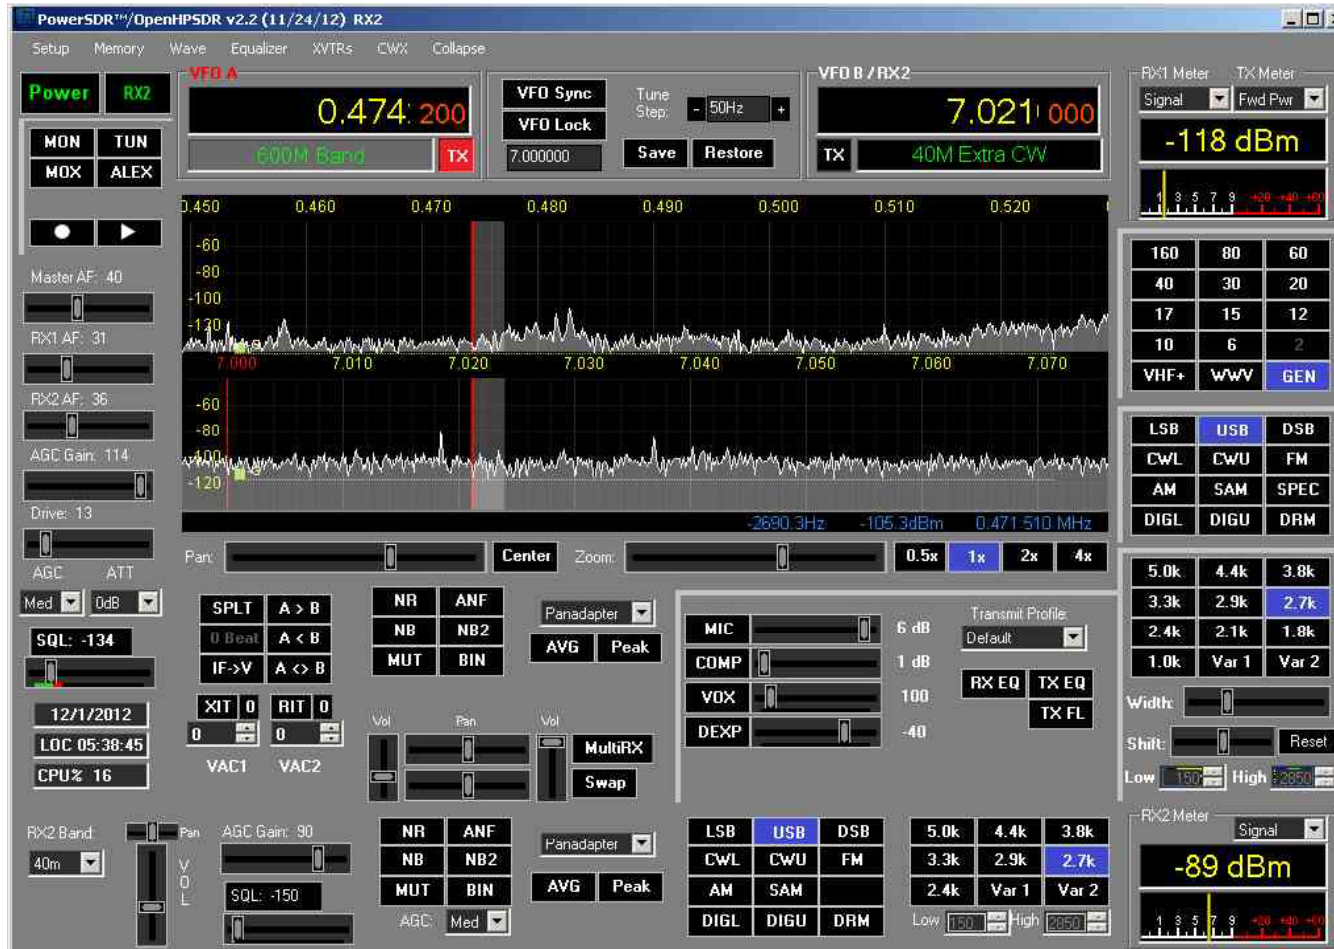 PowerSDR™/OpenHPSDR v2.2 (11/24/12) RX2
Setup Memory Wave Equalizer XVTRs CWX Collapse
Power RX2
MON TUN
MOX ALEX
Master AF: 40
RX1 AF: 31
RX2 AF: 36
AGC Gain: 114
Drive: 13
AGC ATT
Med 0dB
SQL: -134
12/1/2012
LOC 05:38:45
CPU% 16
VFO A
0.474 200
600M Band TX
VFO Sync
VFO Lock
7.000000
Tune Step: - 50Hz +
Save Restore
VFO B / RX2
7.021 000
TX 40M Extra CW
RX1 Meter TX Meter
Signal Fwd Pwr
-118 dBm
1 3 5 7 9 +20 +40 +60
0.450 0.460 0.470 0.480 0.490 0.500 0.510 0.520
-60
-80
-100
-120
7.000 7.010 7.020 7.030 7.040 7.050 7.060 7.070
-60
-80
-100
-120
-2690.3Hz -105.3dBm 0.471 510 MHz
Pan: Center Zoom: 0.5x 1x 2x 4x
160 80 60
40 30 20
17 15 12
10 6 2
VHF+ WWV GEN
LSB USB DSB
CWL CWU FM
AM SAM SPEC
DIGL DIGU DRM
5.0k 4.4k 3.8k
3.3k 2.9k 2.7k
2.4k 2.1k 1.8k
1.0k Var 1 Var 2
Width:
Shift: Reset
Low 150 High 2850
SPLT A > B
0 Beat A < B
IF->V A <> B
XIT 0 RIT 0
0 0
VAC1 VAC2
NR ANF
NB NB2
MUT BIN
Panadapter
AVG Peak
Vol Pan Vol
MultiRX
Swap
MIC 6 dB
COMP 1 dB
VOX 100
DEXP -40
Transmit Profile:
Default
RX EQ TX EQ
TX FL
RX2 Band:
40m
Pan
VOL
AGC Gain: 90
SQL: -150
NR ANF
NB NB2
MUT BIN
AGC: Med
Panadapter
AVG Peak
LSB USB DSB
CWL CWU FM
AM SAM
DIGL DIGU DRM
5.0k 4.4k 3.8k
3.3k 2.9k 2.7k
2.4k Var 1 Var 2
Low 150 High 2850
RX2 Meter
Signal
-89 dBm
1 3 5 7 9 +20 +40 +60